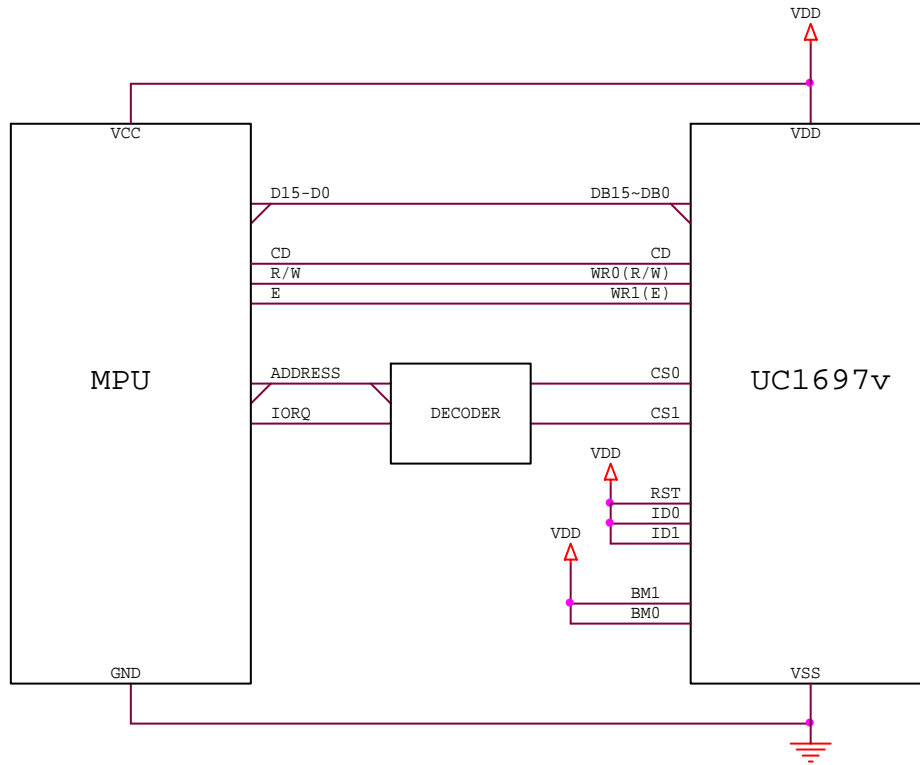 VDD
VCC
VDD
D15-D0 DB15~DB0
CD CD
R/W WR0(R/W)
E WR1(E)
MPU
ADDRESS CS0
UC1697v
IORQ DECODER CS1
VDD
RST
ID0
VDD ID1
BM1
BM0
GND VSS